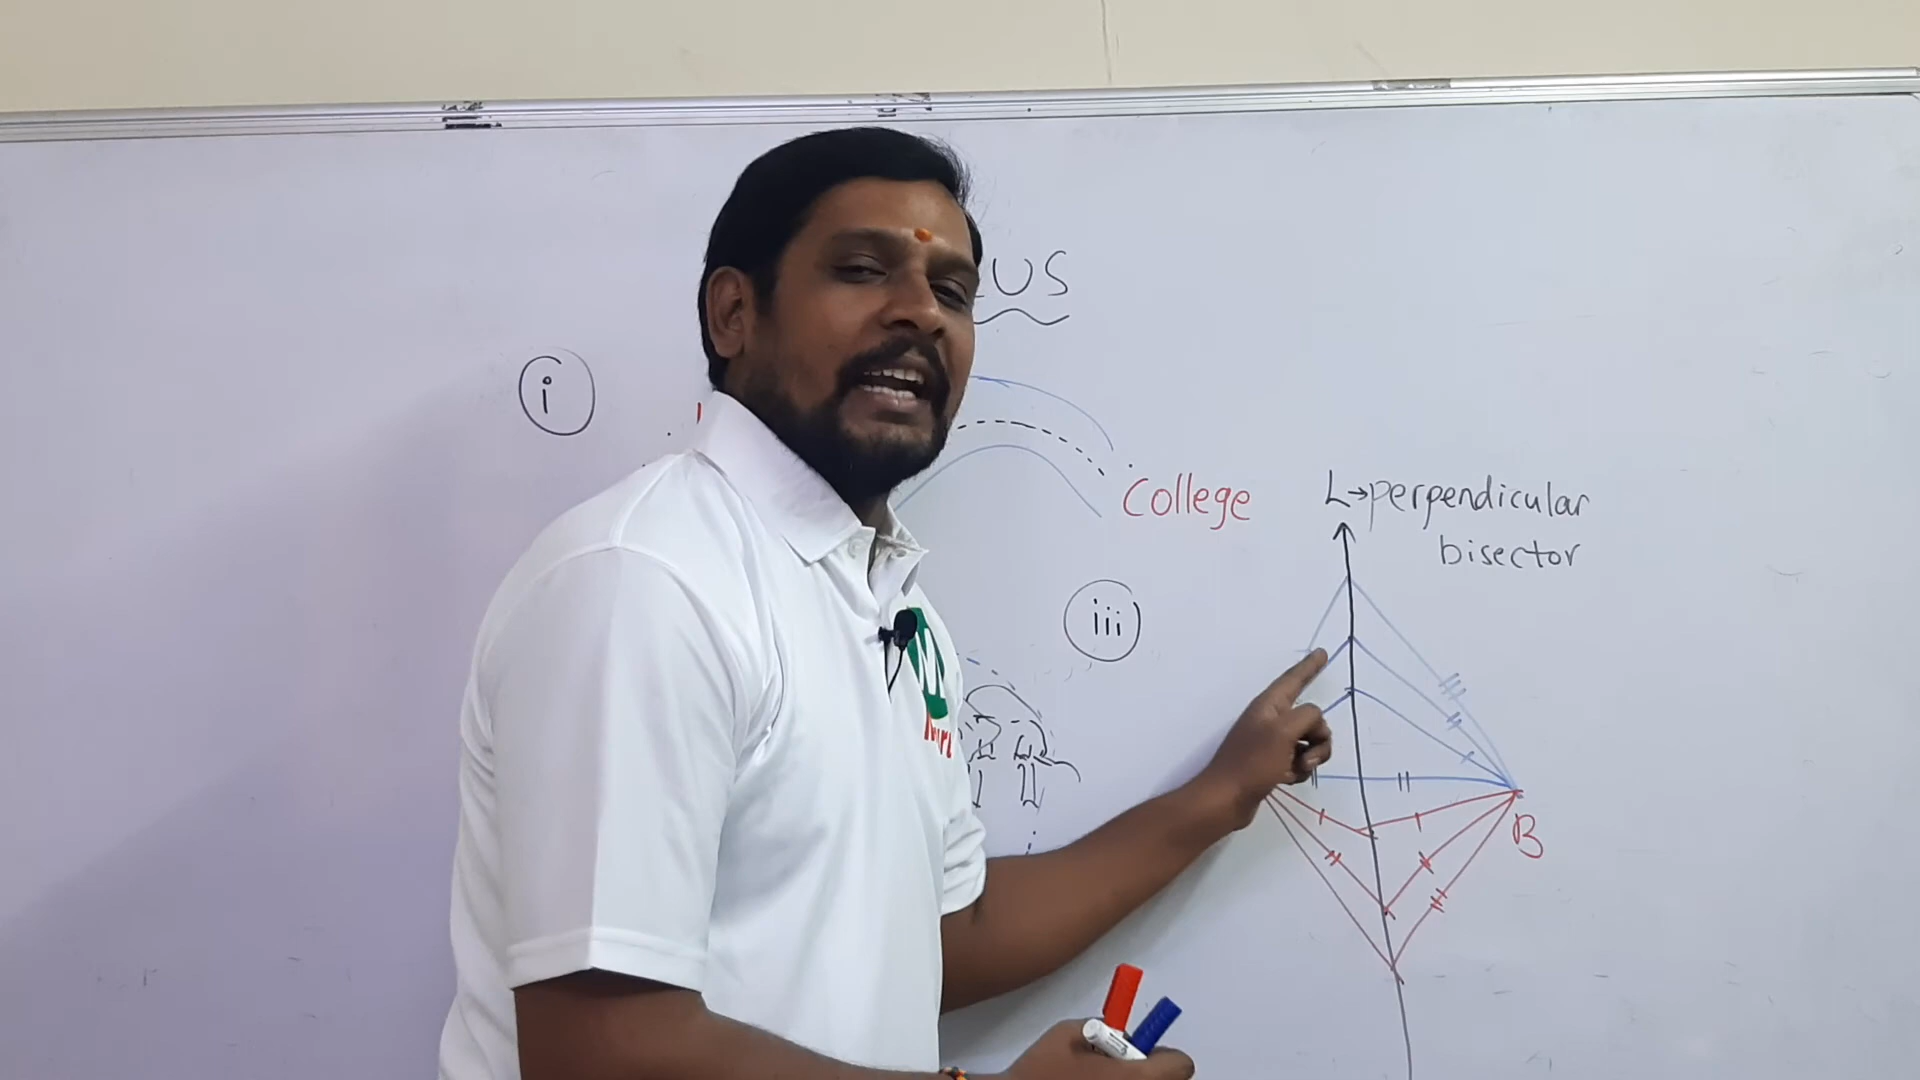 US
i
College
L→perpendicular
bisector
iii
B